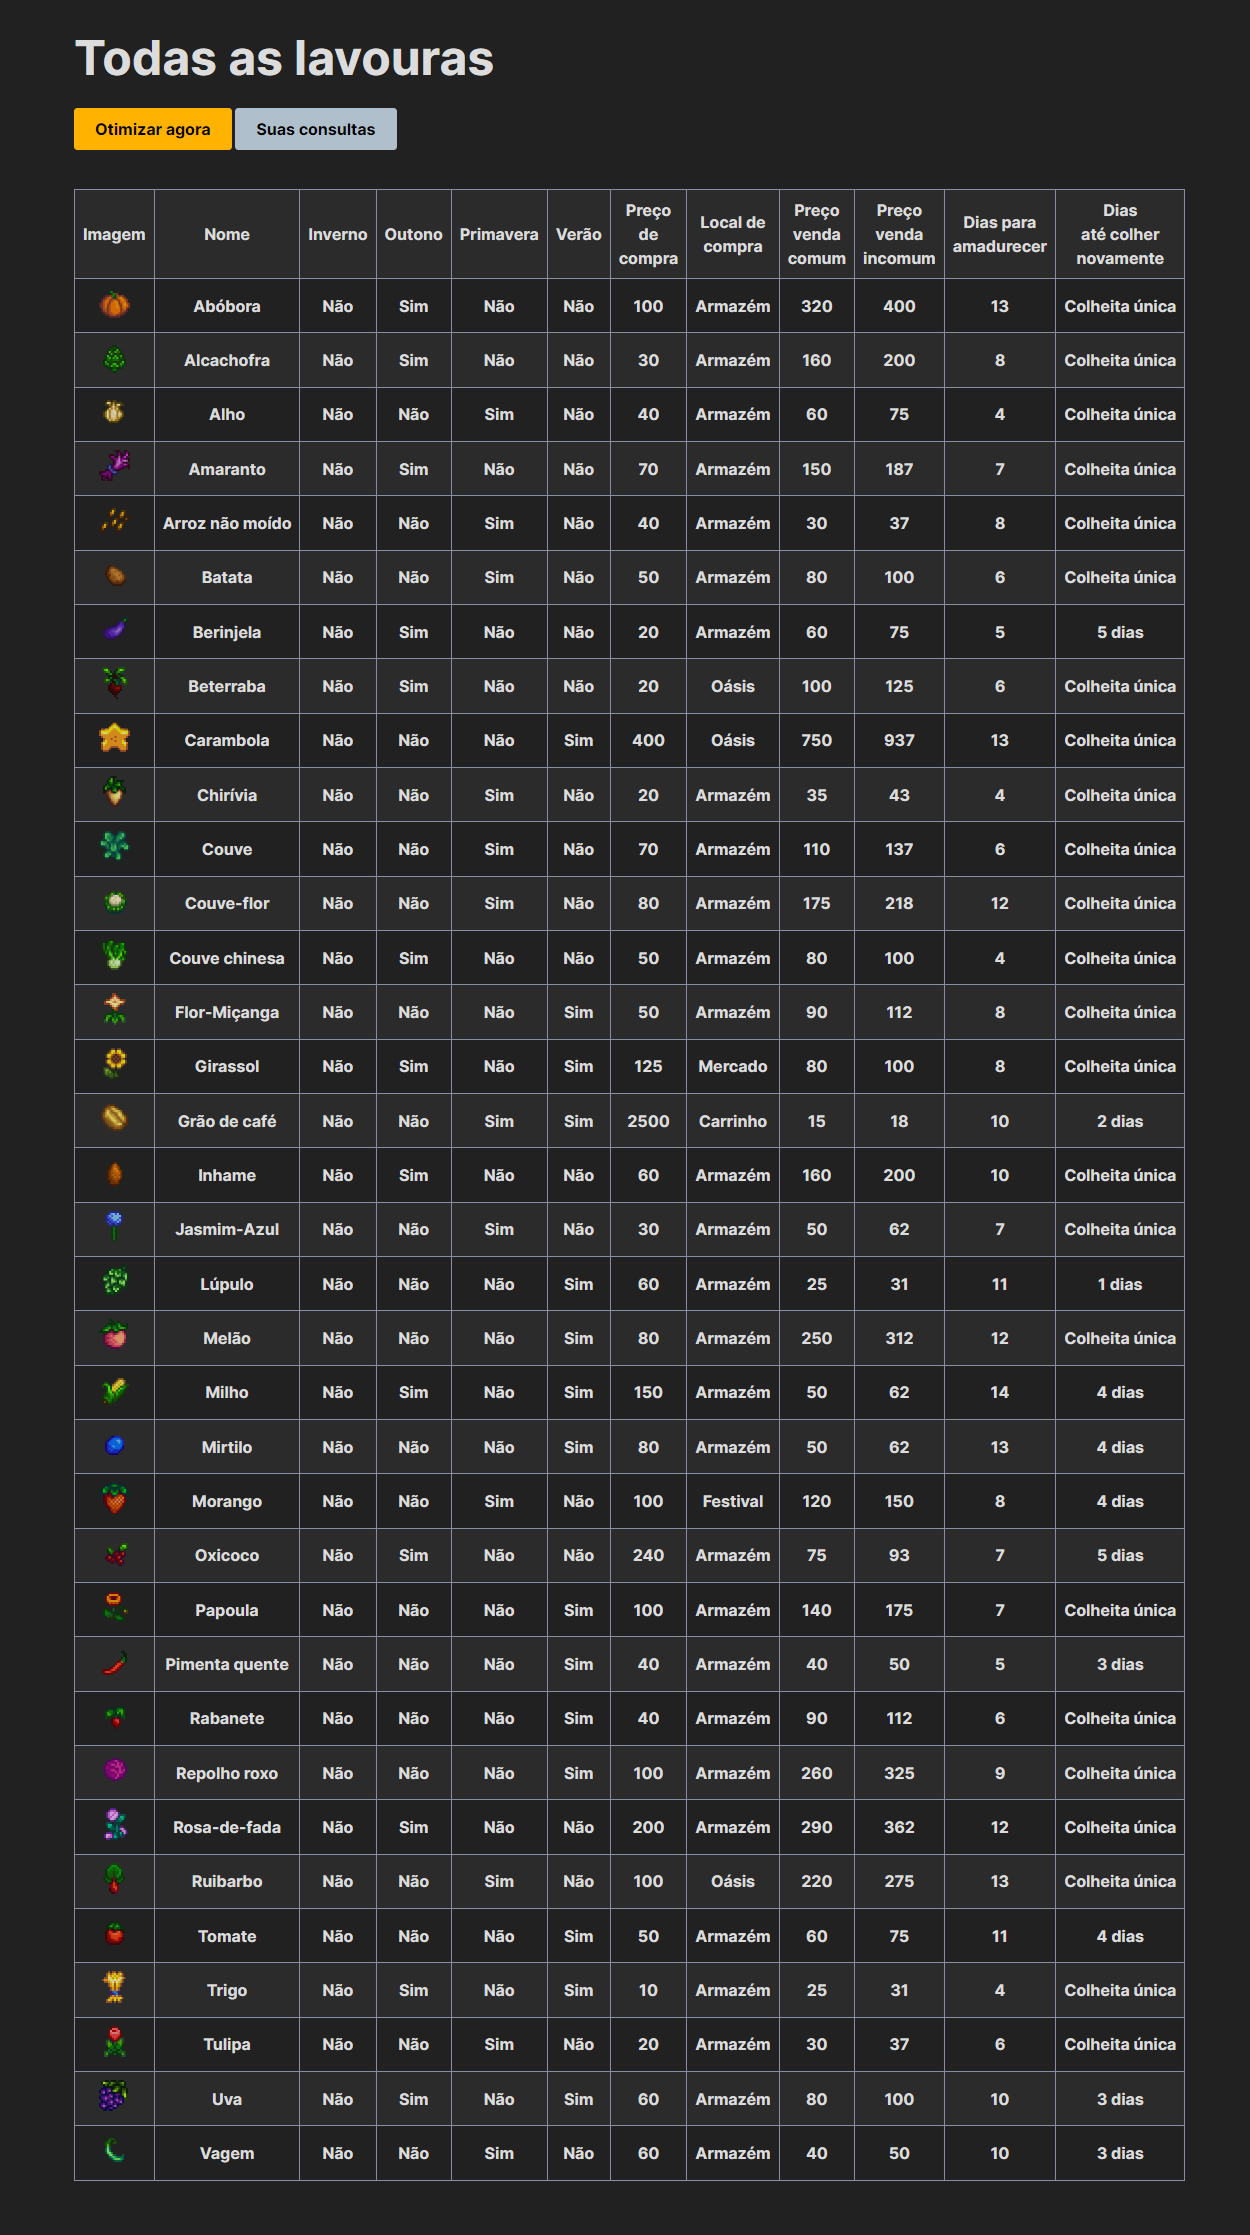 Todas as lavouras
Otimizar agora Suas consultas
Imagem Nome Inverno Outono Primavera Verão Preço de compra Local de compra Preço venda comum Preço venda incomum Dias para amadurecer Dias até colher novamente
Abóbora Não Sim Não Não 100 Armazém 320 400 13 Colheita única
Alcachofra Não Sim Não Não 30 Armazém 160 200 8 Colheita única
Alho Não Não Sim Não 40 Armazém 60 75 4 Colheita única
Amaranto Não Sim Não Não 70 Armazém 150 187 7 Colheita única
Arroz não moído Não Não Sim Não 40 Armazém 30 37 8 Colheita única
Batata Não Não Sim Não 50 Armazém 80 100 6 Colheita única
Berinjela Não Sim Não Não 20 Armazém 60 75 5 5 dias
Beterraba Não Sim Não Não 20 Oásis 100 125 6 Colheita única
Carambola Não Não Não Sim 400 Oásis 750 937 13 Colheita única
Chirívia Não Não Sim Não 20 Armazém 35 43 4 Colheita única
Couve Não Não Sim Não 70 Armazém 110 137 6 Colheita única
Couve-flor Não Não Sim Não 80 Armazém 175 218 12 Colheita única
Couve chinesa Não Sim Não Não 50 Armazém 80 100 4 Colheita única
Flor-Miçanga Não Não Não Sim 50 Armazém 90 112 8 Colheita única
Girassol Não Sim Não Sim 125 Mercado 80 100 8 Colheita única
Grão de café Não Não Sim Sim 2500 Carrinho 15 18 10 2 dias
Inhame Não Sim Não Não 60 Armazém 160 200 10 Colheita única
Jasmim-Azul Não Não Sim Não 30 Armazém 50 62 7 Colheita única
Lúpulo Não Não Não Sim 60 Armazém 25 31 11 1 dias
Melão Não Não Não Sim 80 Armazém 250 312 12 Colheita única
Milho Não Sim Não Sim 150 Armazém 50 62 14 4 dias
Mirtilo Não Não Não Sim 80 Armazém 50 62 13 4 dias
Morango Não Não Sim Não 100 Festival 120 150 8 4 dias
Oxicoco Não Sim Não Não 240 Armazém 75 93 7 5 dias
Papoula Não Não Não Sim 100 Armazém 140 175 7 Colheita única
Pimenta quente Não Não Não Sim 40 Armazém 40 50 5 3 dias
Rabanete Não Não Não Sim 40 Armazém 90 112 6 Colheita única
Repolho roxo Não Não Não Sim 100 Armazém 260 325 9 Colheita única
Rosa-de-fada Não Sim Não Não 200 Armazém 290 362 12 Colheita única
Ruibarbo Não Não Sim Não 100 Oásis 220 275 13 Colheita única
Tomate Não Não Não Sim 50 Armazém 60 75 11 4 dias
Trigo Não Sim Não Sim 10 Armazém 25 31 4 Colheita única
Tulipa Não Não Sim Não 20 Armazém 30 37 6 Colheita única
Uva Não Sim Não Sim 60 Armazém 80 100 10 3 dias
Vagem Não Não Sim Não 60 Armazém 40 50 10 3 dias